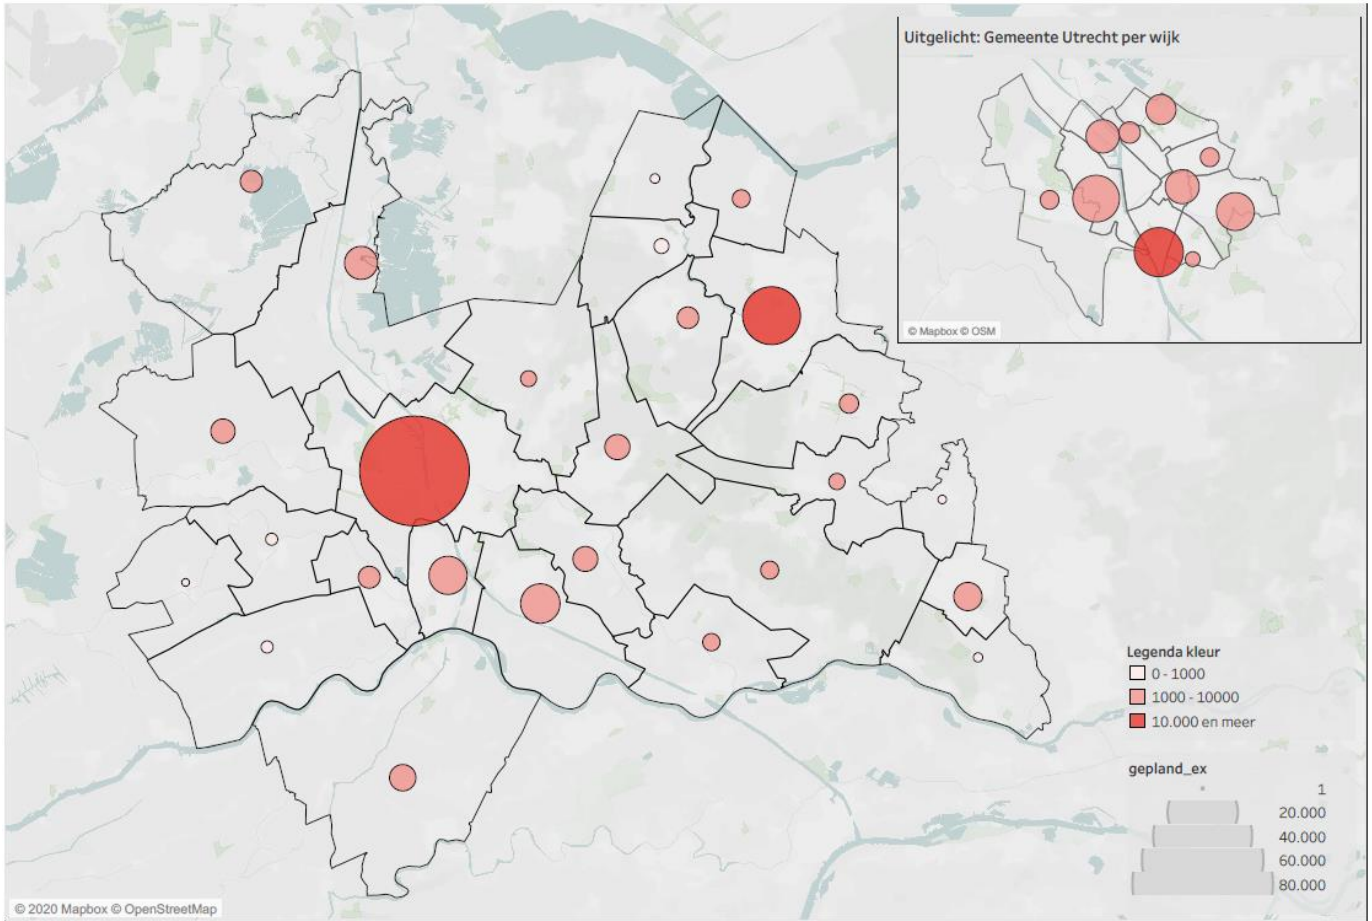 Uitgelicht: Gemeente Utrecht per wijk
© Mapbox © OSM
Legenda kleur
0 - 1000
1000 - 10000
10.000 en meer
gepland_ex
1
20.000
40.000
60.000
80.000
© 2020 Mapbox © OpenStreetMap